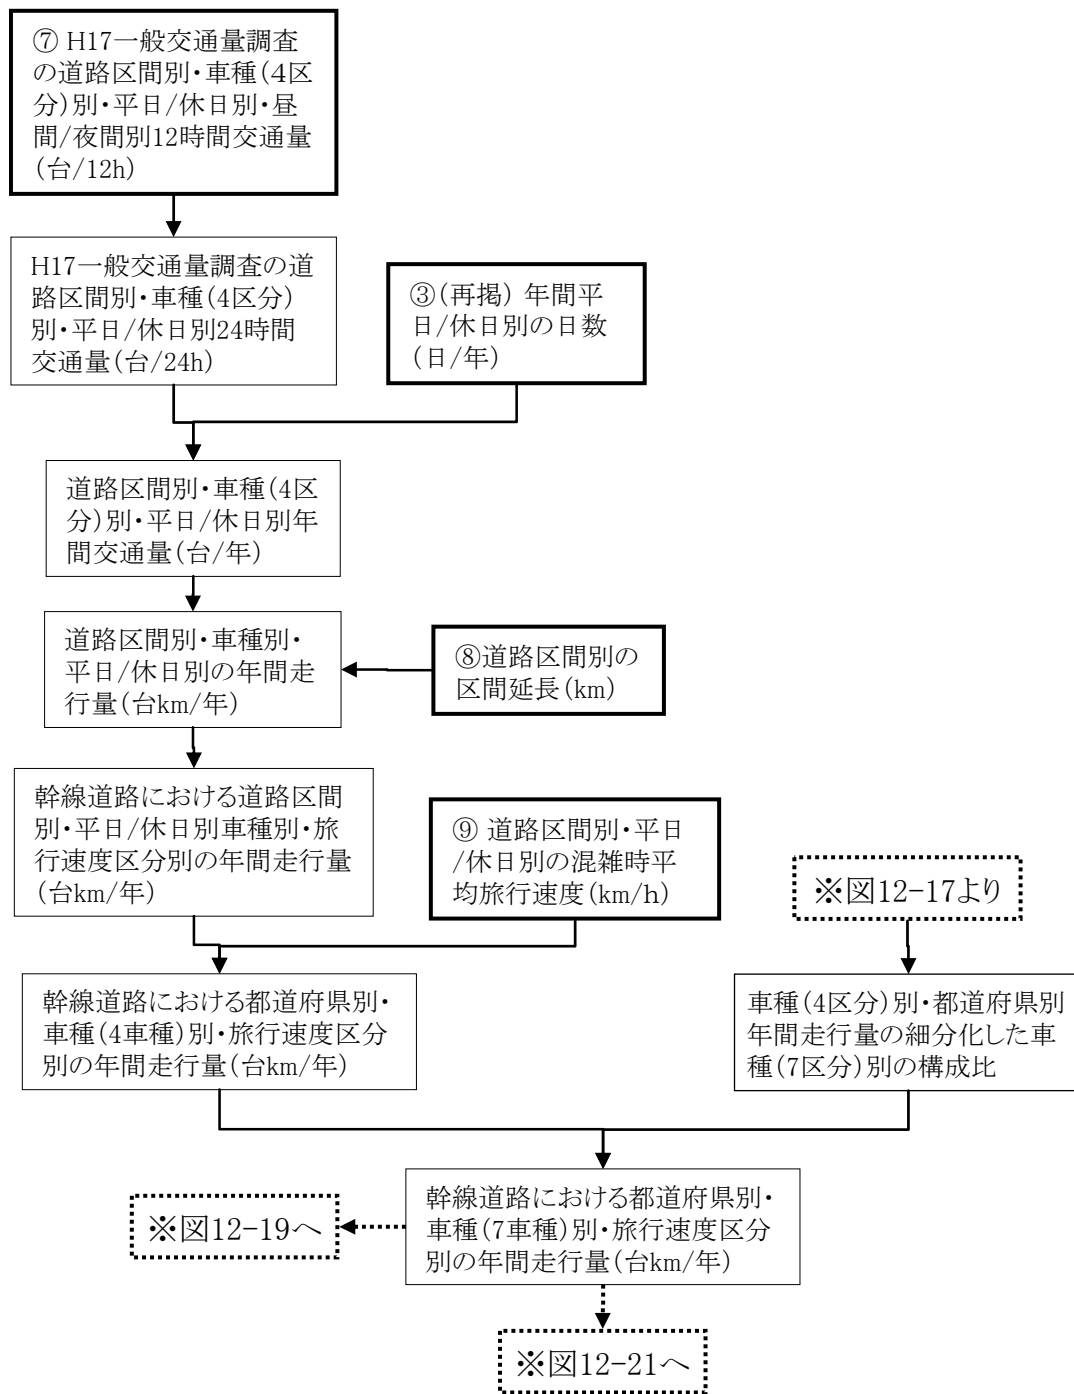 ⑦ H17一般交通量調査
の道路区間別・車種(4区
分)別・平日/休日別・昼
間/夜間別12時間交通量
(台/12h)
H17一般交通量調査の道
路区間別・車種(4区分)
別・平日/休日別24時間
交通量(台/24h)
③(再掲) 年間平
日/休日別の日数
(日/年)
道路区間別・車種(4区
分)別・平日/休日別年
間交通量(台/年)
道路区間別・車種別・
平日/休日別の年間走
行量(台km/年)
⑧道路区間別の
区間延長(km)
幹線道路における道路区間
別・平日/休日別車種別・旅
行速度区分別の年間走行量
(台km/年)
⑨ 道路区間別・平日
/休日別の混雑時平
均旅行速度(km/h)
※図12-17より
幹線道路における都道府県別・
車種(4車種)別・旅行速度区分
別の年間走行量(台km/年)
車種(4区分)別・都道府県別
年間走行量の細分化した車
種(7区分)別の構成比
※図12-19へ
幹線道路における都道府県別・
車種(7車種)別・旅行速度区分
別の年間走行量(台km/年)
※図12-21へ